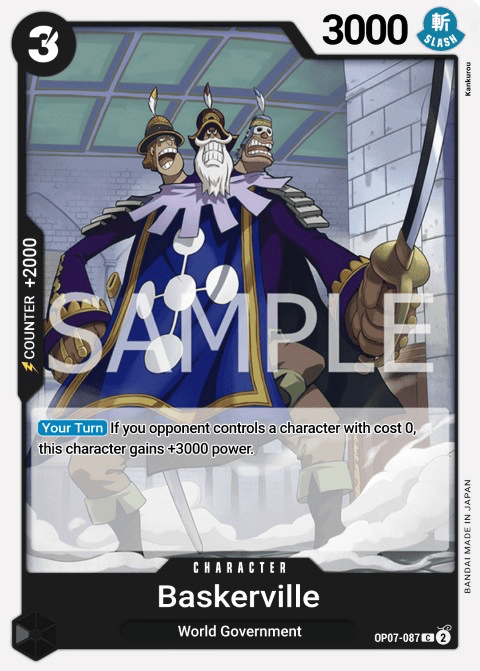 3
3000
斬
SLASH
Kankurou
COUNTER +2000
SAMPLE
Your Turn If you opponent controls a character with cost 0,
this character gains +3000 power.
BANDAI MADE IN JAPAN
CHARACTER
Baskerville
World Government
OP07-087 C 2